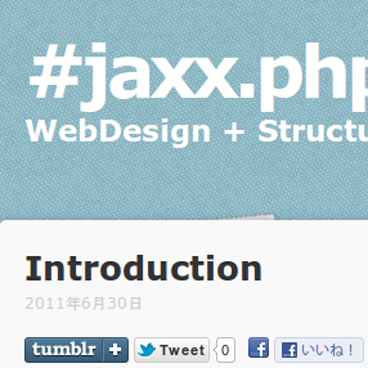 #jaxx.php
WebDesign + Structu
Introduction
2011年6月30日
tumblr + Tweet 0 f f いいね！